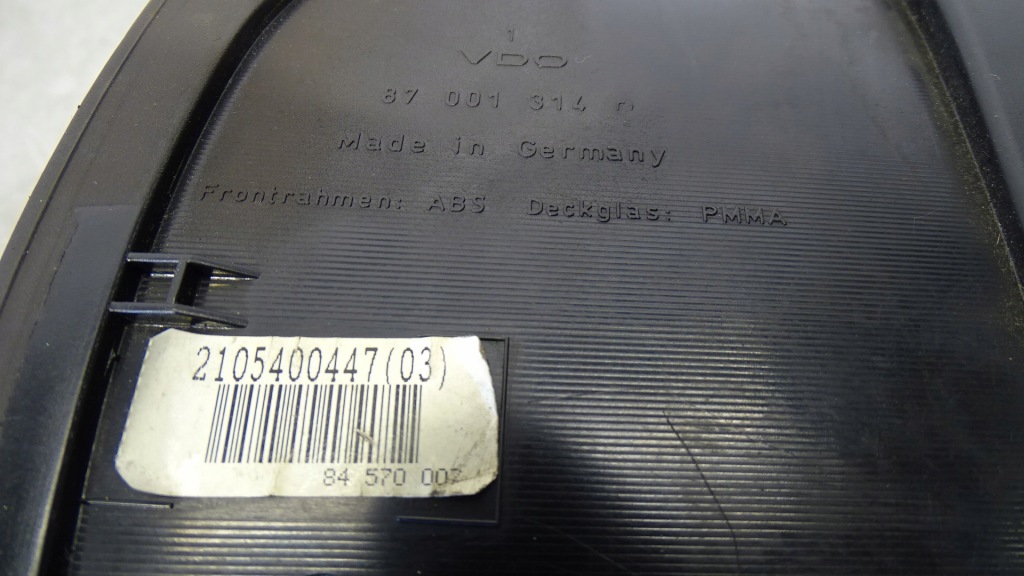 1
VDO
87 001 314
Made in Germany
Frontrahmen: ABS Deckglas: PMMA
2105400447(03)
84 570 007